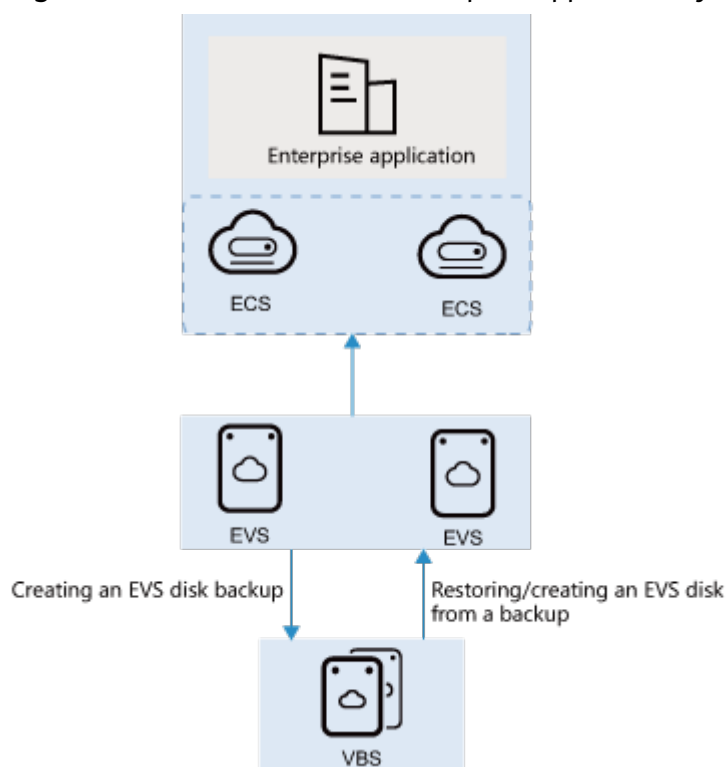 Enterprise application
ECS
ECS
EVS
EVS
Creating an EVS disk backup
Restoring/creating an EVS disk
from a backup
VBS